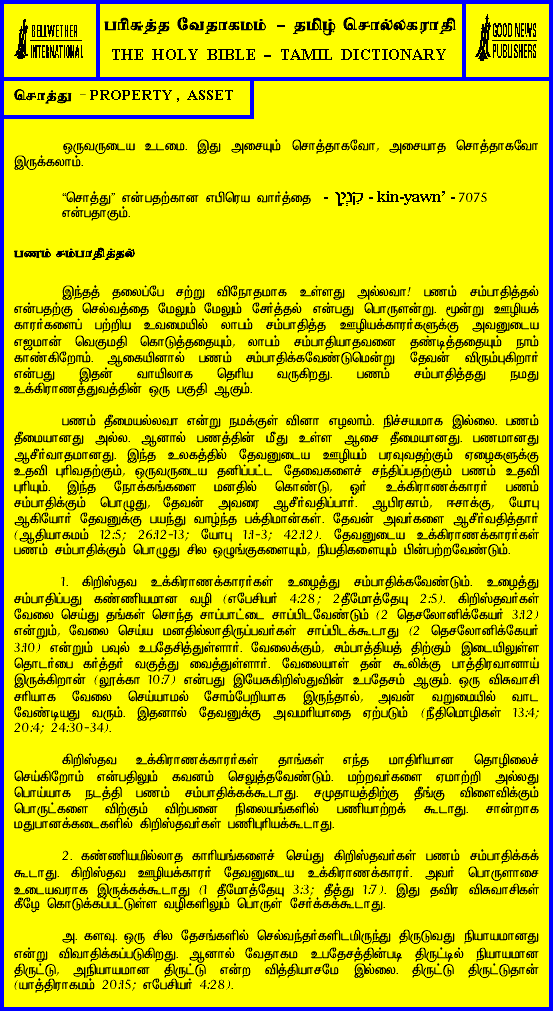 BELLWETHER
INTERNATIONAL
பரிசுத்த வேதாகமம் – தமிழ் சொல்லகராதி
THE HOLY BIBLE – TAMIL DICTIONARY
GOOD NEWS
PUBLISHERS
சொத்து - PROPERTY , ASSET
ஒருவருடைய உடமை. இது அசையும் சொத்தாகவோ, அசையாத சொத்தாகவோ
இருக்கலாம்.
“சொத்து” என்பதற்கான எபிரெய வார்த்தை - קִנְיָן - kin-yawn’ - 7075
என்பதாகும்.
பணம் சம்பாதித்தல்
இந்தத் தலைப்பே சற்று விநோதமாக உள்ளது அல்லவா! பணம் சம்பாதித்தல்
என்பதற்கு செல்வத்தை மேலும் மேலும் சேர்த்தல் என்பது பொருளன்று. மூன்று ஊழியக்
காரர்களைப் பற்றிய உவமையில் லாபம் சம்பாதித்த ஊழியக்காரர்களுக்கு அவனுடைய
எஜமான் வெகுமதி கொடுத்ததையும், லாபம் சம்பாதியாதவனை தண்டித்ததையும் நாம்
காண்கிறோம். ஆகையினால் பணம் சம்பாதிக்கவேண்டுமென்று தேவன் விரும்புகிறார்
என்பது இதன் வாயிலாக தெரிய வருகிறது. பணம் சம்பாதித்தது நமது
உக்கிராணத்துவத்தின் ஒரு பகுதி ஆகும்.
பணம் தீமையல்லவா என்று நமக்குள் வினா எழலாம். நிச்சயமாக இல்லை. பணம்
தீமையானது அல்ல. ஆனால் பணத்தின் மீது உள்ள ஆசை தீமையானது. பணமானது
ஆசீர்வாதமானது. இந்த உலகத்தில் தேவனுடைய ஊழியம் பரவுவதற்கும் ஏழைகளுக்கு
உதவி புரிவதற்கும், ஒருவருடைய தனிப்பட்ட தேவைகளைச் சந்திப்பதற்கும் பணம் உதவி
புரியும். இந்த நோக்கங்களை மனதில் கொண்டு, ஓர் உக்கிராணக்காரர் பணம்
சம்பாதிக்கும் பொழுது, தேவன் அவரை ஆசீர்வதிப்பார். ஆபிரகாம், ஈசாக்கு, யோபு
ஆகியோர் தேவனுக்கு பயந்து வாழ்ந்த பக்திமான்கள். தேவன் அவர்களை ஆசீர்வதித்தார்
(ஆதியாகமம் 12:5; 26:12-13; யோபு 1:1-3; 42:12). தேவனுடைய உக்கிராணக்காரர்கள்
பணம் சம்பாதிக்கும் பொழுது சில ஒழுங்குகளையும், நியதிகளையும் பின்பற்றவேண்டும்.
1. கிறிஸ்தவ உக்கிராணக்காரர்கள் உழைத்து சம்பாதிக்கவேண்டும். உழைத்து
சம்பாதிப்பது கண்ணியமான வழி (எபேசியர் 4:28; 2தீமோத்தேயு 2:5). கிறிஸ்தவர்கள்
வேலை செய்து தங்கள் சொந்த சாப்பாட்டை சாப்பிடவேண்டும் (2 தெசலோனிக்கேயர் 3:12)
என்றும், வேலை செய்ய மனதில்லாதிருப்பவர்கள் சாப்பிடக்கூடாது (2 தெசலோனிக்கேயர்
3:10) என்றும் பவுல் உபதேசித்துள்ளார். வேலைக்கும், சம்பாத்தியத் திற்கும் இடையிலுள்ள
தொடர்பை கர்த்தர் வகுத்து வைத்துள்ளார். வேலையாள் தன் கூலிக்கு பாத்திரவானாய்
இருக்கிறான் (லூக்கா 10:7) என்பது இயேசுகிறிஸ்துவின் உபதேசம் ஆகும். ஒரு விசுவாசி
சரியாக வேலை செய்யாமல் சோம்பேறியாக இருந்தால், அவன் வறுமையில் வாட
வேண்டியது வரும். இதனால் தேவனுக்கு அவமரியாதை ஏற்படும் (நீதிமொழிகள் 13:4;
20:4; 24:30-34).
கிறிஸ்தவ உக்கிராணக்காரர்கள் தாங்கள் எந்த மாதிரியான தொழிலைச்
செய்கிறோம் என்பதிலும் கவனம் செலுத்தவேண்டும். மற்றவர்களை ஏமாற்றி அல்லது
பொய்யாக நடத்தி பணம் சம்பாதிக்கக்கூடாது. சமுதாயத்திற்கு தீங்கு விளைவிக்கும்
பொருட்களை விற்கும் விற்பனை நிலையங்களில் பணியாற்றக் கூடாது. சான்றாக
மதுபானக்கடைகளில் கிறிஸ்தவர்கள் பணிபுரியக்கூடாது.
2. கண்ணியமில்லாத காரியங்களைச் செய்து கிறிஸ்தவர்கள் பணம் சம்பாதிக்கக்
கூடாது. கிறிஸ்தவ ஊழியக்காரர் தேவனுடைய உக்கிராணக்காரர். அவர் பொருளாசை
உடையவராக இருக்கக்கூடாது (1 தீமோத்தேயு 3:3; தீத்து 1:7). இது தவிர விசுவாசிகள்
கீழே கொடுக்கப்பட்டுள்ள வழிகளிலும் பொருள் சேர்க்கக்கூடாது.
அ. களவு. ஒரு சில தேசங்களில் செல்வந்தர்களிடமிருந்து திருடுவது நியாயமானது
என்று விவாதிக்கப்படுகிறது. ஆனால் வேதாகம உபதேசத்தின்படி திருட்டில் நியாயமான
திருட்டு, அநியாயமான திருட்டு என்ற வித்தியாசமே இல்லை. திருட்டு திருட்டுதான்
(யாத்திராகமம் 20:15; எபேசியர் 4:28).